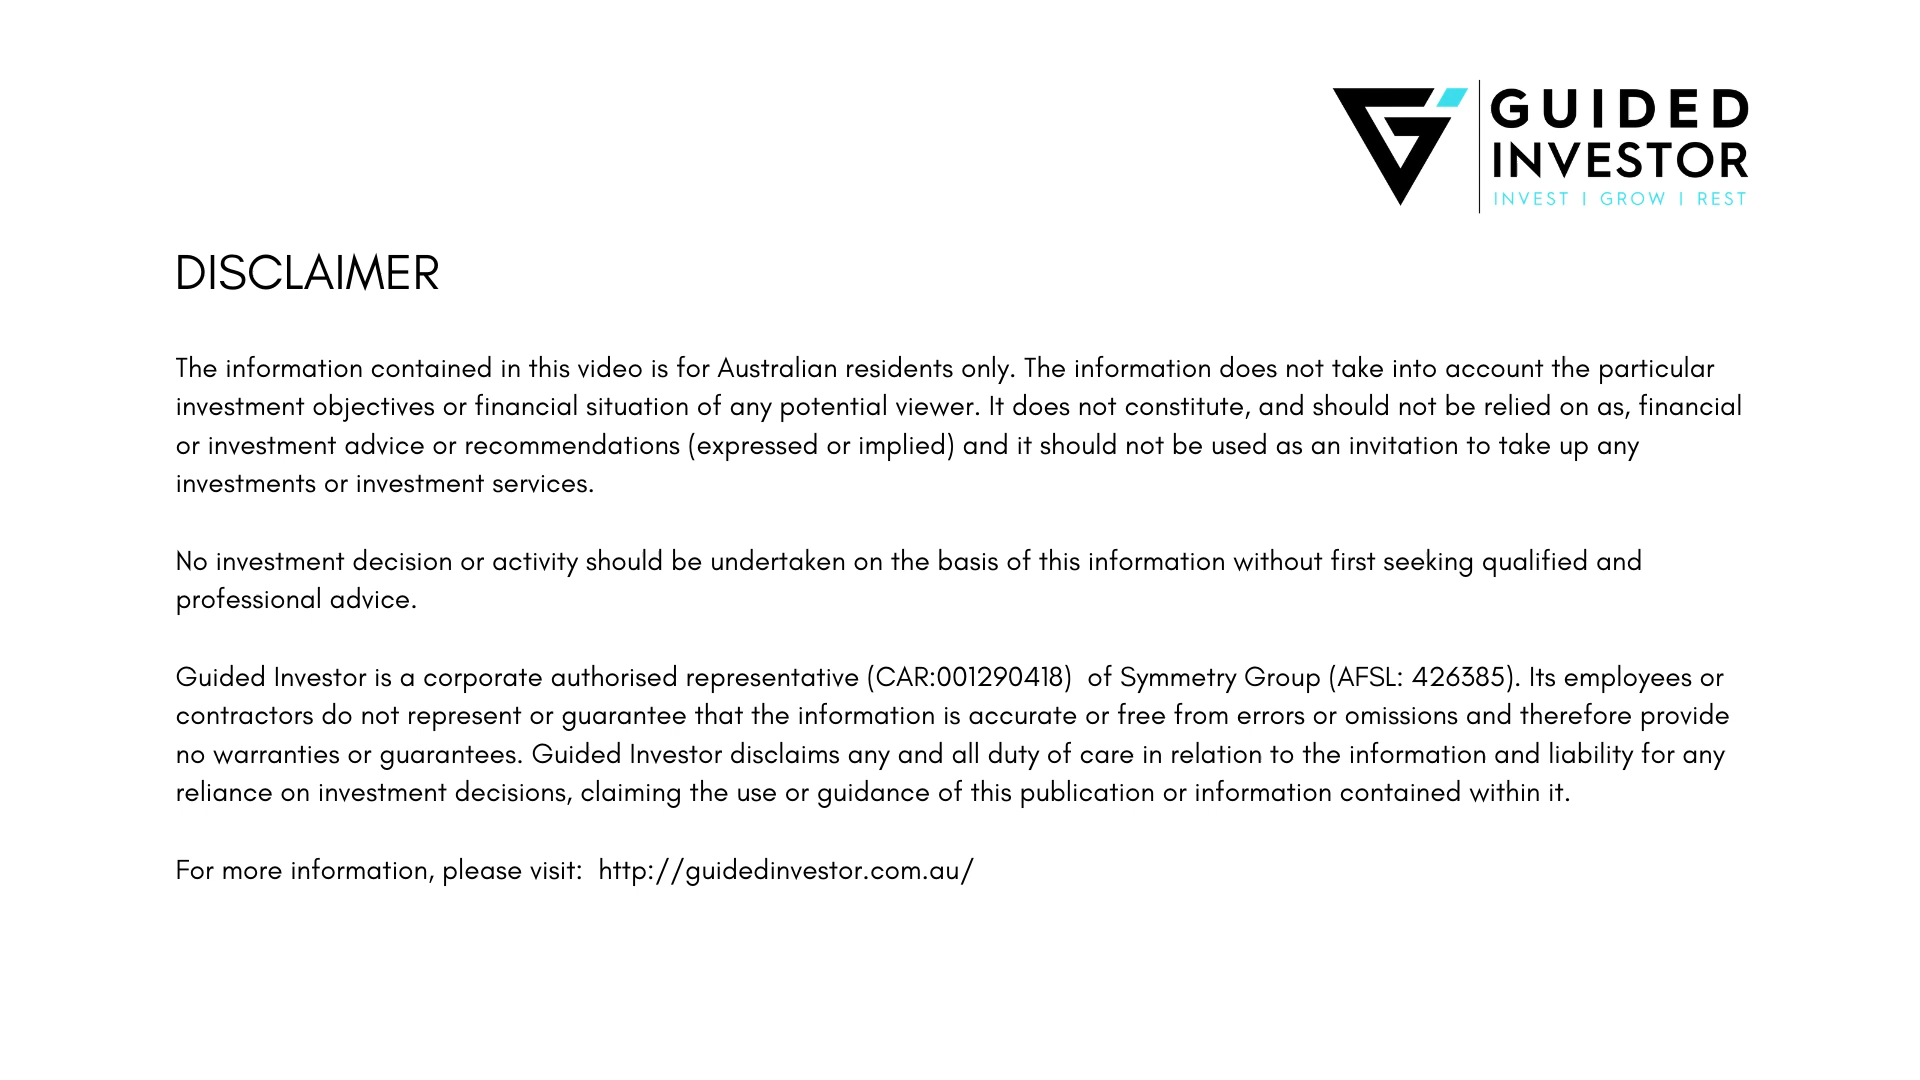 GUIDED
INVESTOR
INVEST | GROW | REST
DISCLAIMER
The information contained in this video is for Australian residents only. The information does not take into account the particular
investment objectives or financial situation of any potential viewer. It does not constitute, and should not be relied on as, financial
or investment advice or recommendations (expressed or implied) and it should not be used as an invitation to take up any
investments or investment services.
No investment decision or activity should be undertaken on the basis of this information without first seeking qualified and
professional advice.
Guided Investor is a corporate authorised representative (CAR:001290418)  of Symmetry Group (AFSL: 426385). Its employees or
contractors do not represent or guarantee that the information is accurate or free from errors or omissions and therefore provide
no warranties or guarantees. Guided Investor disclaims any and all duty of care in relation to the information and liability for any
reliance on investment decisions, claiming the use or guidance of this publication or information contained within it.
For more information, please visit:  http://guidedinvestor.com.au/